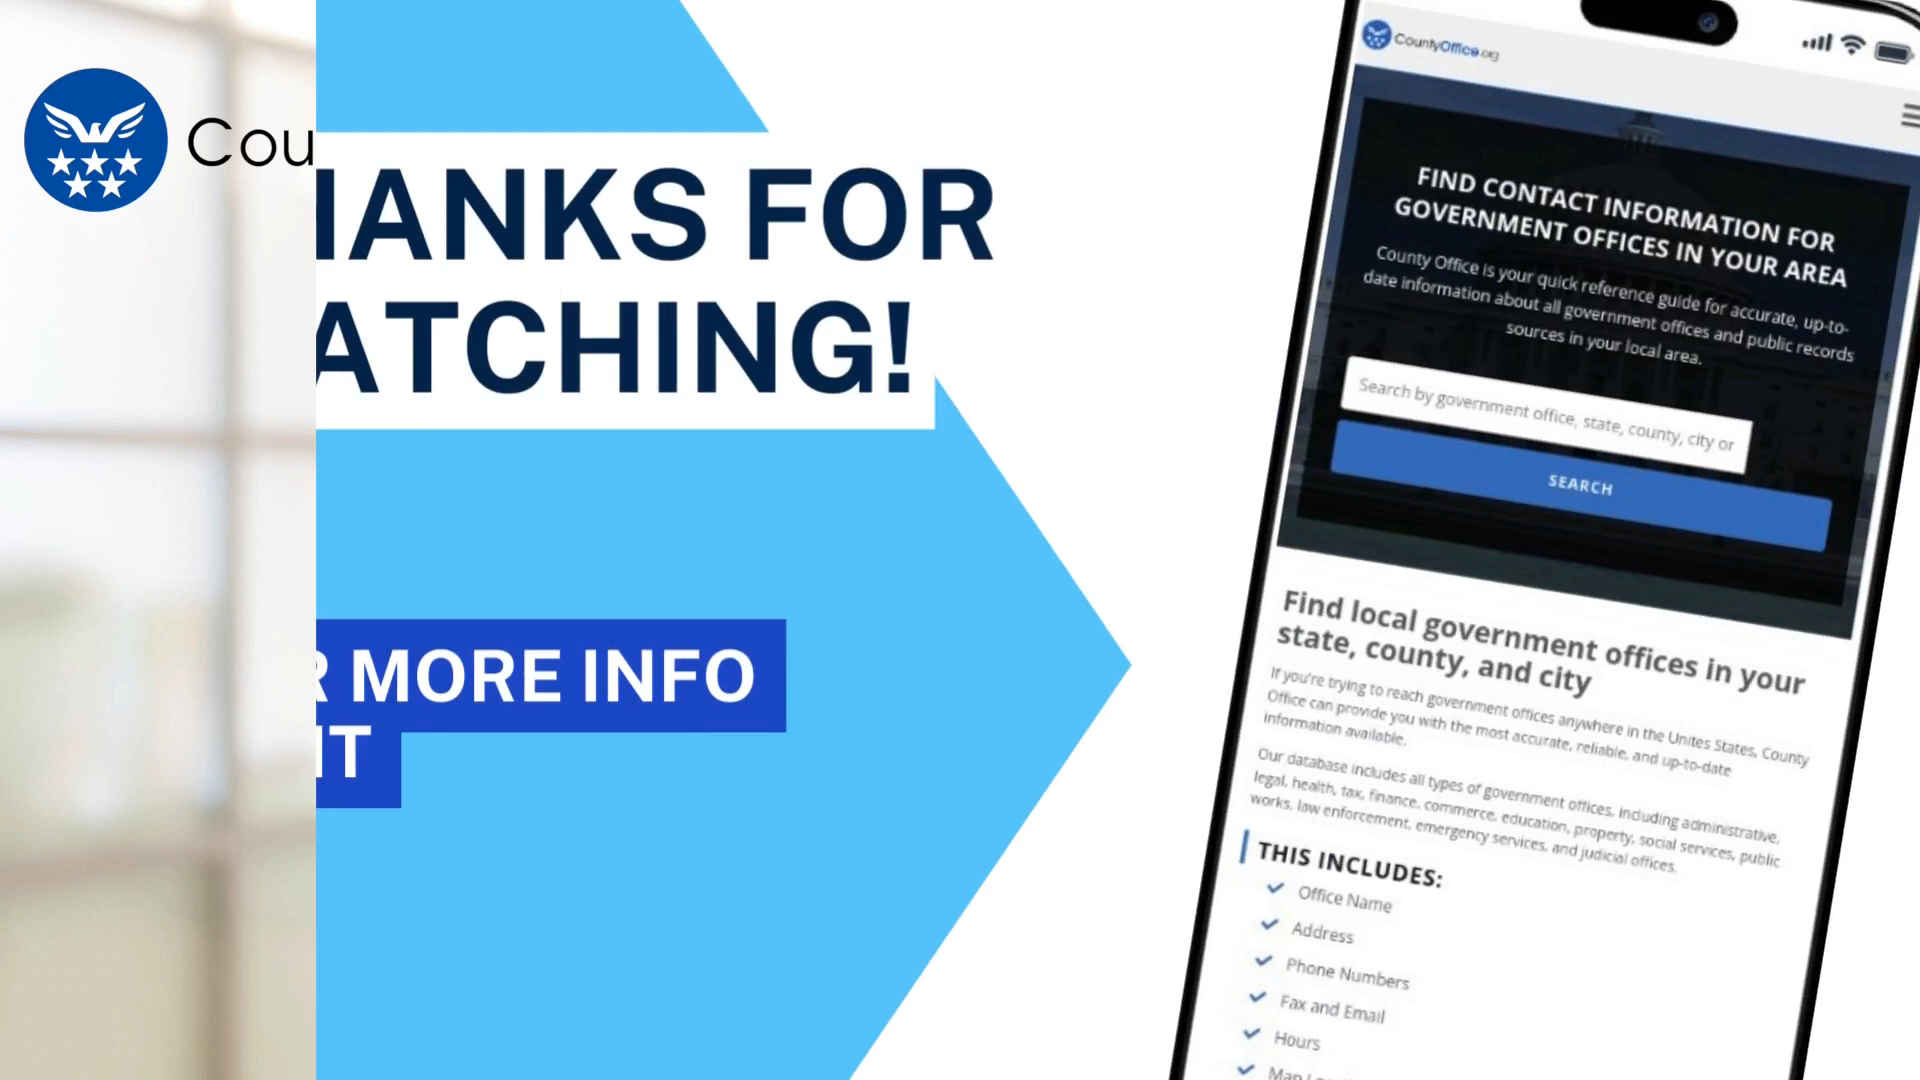 Cou
HANKS FOR
ATCHING!
R MORE INFO
IT
CountyOffice.org
FIND CONTACT INFORMATION FOR
GOVERNMENT OFFICES IN YOUR AREA
County Office is your quick reference guide for accurate, up-to-
date information about all government offices and public records
sources in your local area.
Search by government office, state, county, city or
SEARCH
Find local government offices in your
state, county, and city
If you're trying to reach government offices anywhere in the Unites States, County
Office can provide you with the most accurate, reliable, and up-to-date
information available.
Our database includes all types of government offices, including administrative,
legal, health, tax, finance, commerce, education, property, social services, public
works, law enforcement, emergency services, and judicial offices.
THIS INCLUDES:
Office Name
Address
Phone Numbers
Fax and Email
Hours
Map